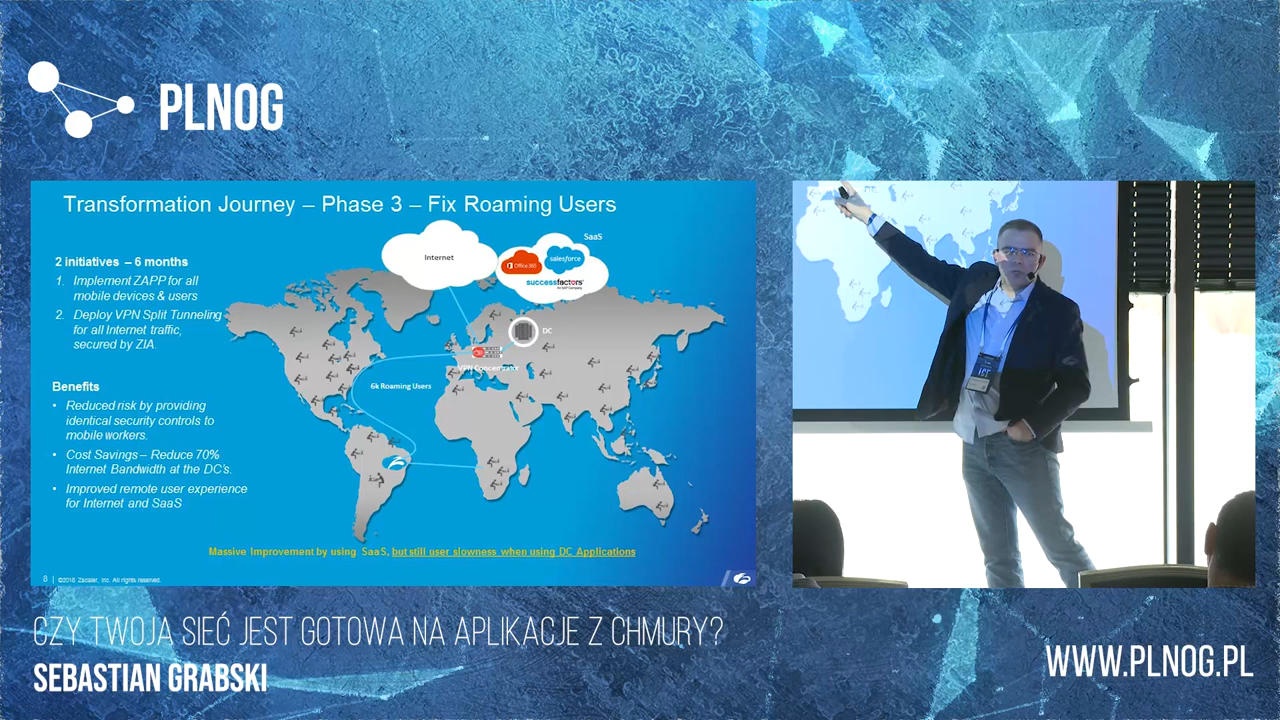 PLNOG
Transformation Journey – Phase 3 – Fix Roaming Users
2 initiatives – 6 months
1. Implement ZAPP for all
mobile devices & users
2. Deploy VPN Split Tunneling
for all Internet traffic,
secured by ZIA.
Benefits
• Reduced risk by providing
identical security controls to
mobile workers.
• Cost Savings – Reduce 70%
Internet Bandwidth at the DC's.
• Improved remote user experience
for Internet and SaaS
Internet
SaaS
Office 365
salesforce
successfactors
An SAP Company
DC
VPN Concentrator
6k Roaming Users
Massive Improvement by using SaaS, but still user slowness when using DC Applications
8 | ©2016 Zscaler, Inc. All rights reserved.
CZY TWOJA SIEĆ JEST GOTOWA NA APLIKACJE Z CHMURY?
SEBASTIAN GRABSKI
WWW.PLNOG.PL